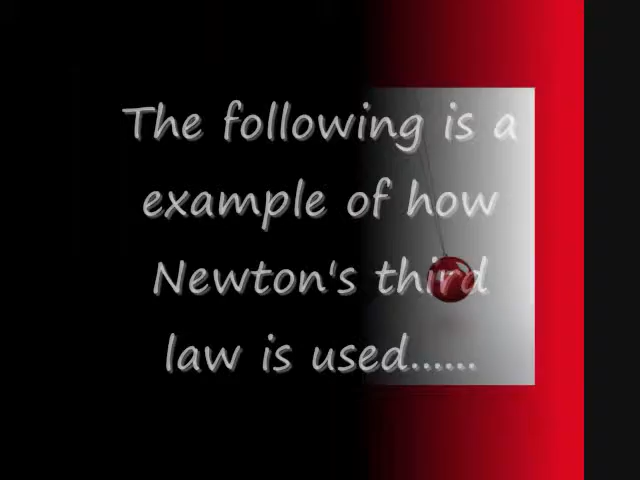 The following is a
example of how
Newton's third
law is used......